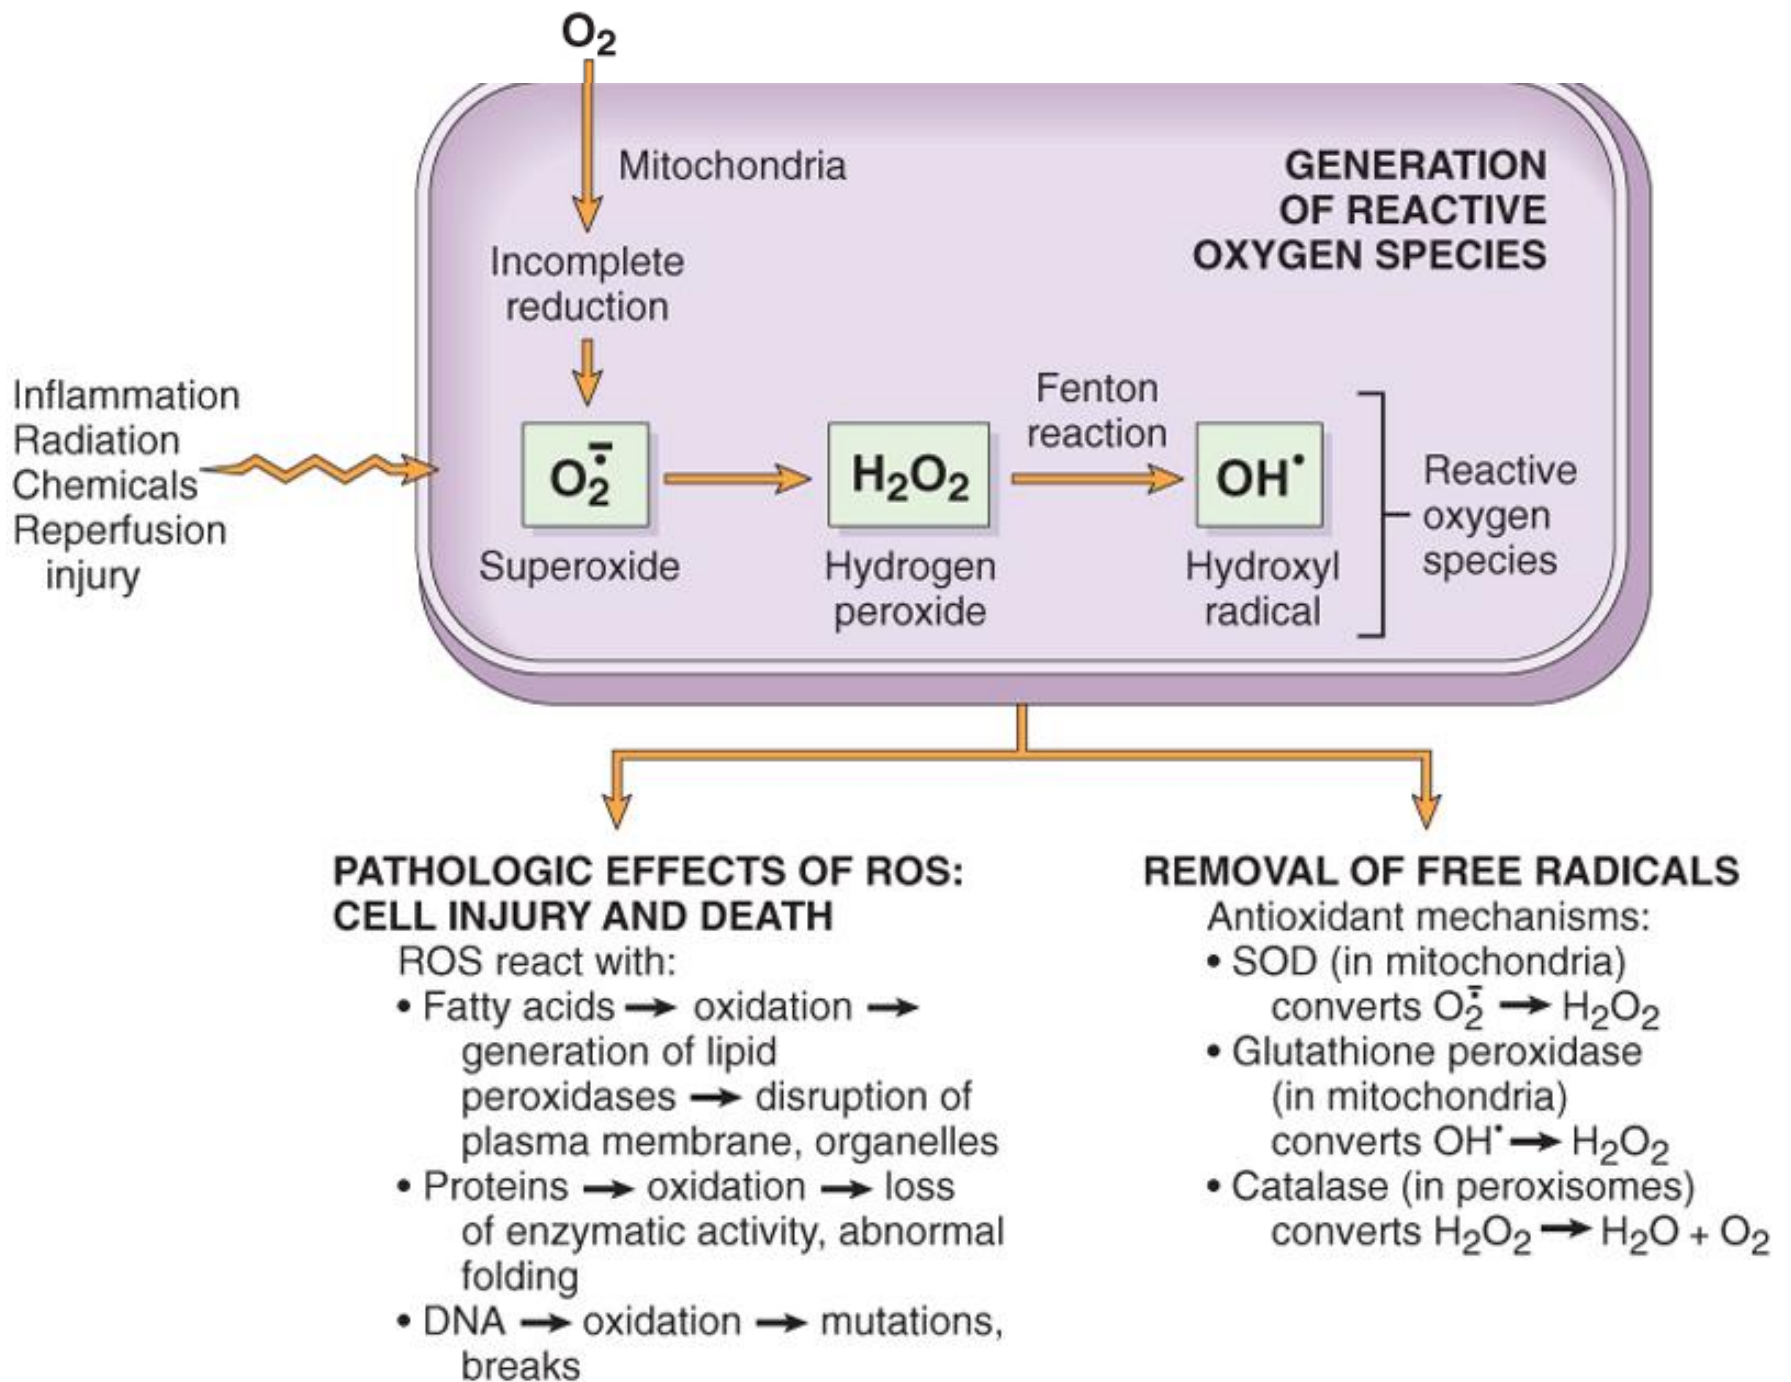 O₂
Mitochondria
GENERATION
OF REACTIVE
OXYGEN SPECIES
Incomplete
reduction
Inflammation
Radiation
Chemicals
Reperfusion
injury
Fenton
reaction
O₂•̄
H₂O₂
OH•
Superoxide
Hydrogen
peroxide
Hydroxyl
radical
Reactive
oxygen
species
PATHOLOGIC EFFECTS OF ROS:
CELL INJURY AND DEATH
ROS react with:
• Fatty acids → oxidation →
generation of lipid
peroxidases → disruption of
plasma membrane, organelles
• Proteins → oxidation → loss
of enzymatic activity, abnormal
folding
• DNA → oxidation → mutations,
breaks
REMOVAL OF FREE RADICALS
Antioxidant mechanisms:
• SOD (in mitochondria)
converts O₂•̄ → H₂O₂
• Glutathione peroxidase
(in mitochondria)
converts OH• → H₂O₂
• Catalase (in peroxisomes)
converts H₂O₂ → H₂O + O₂